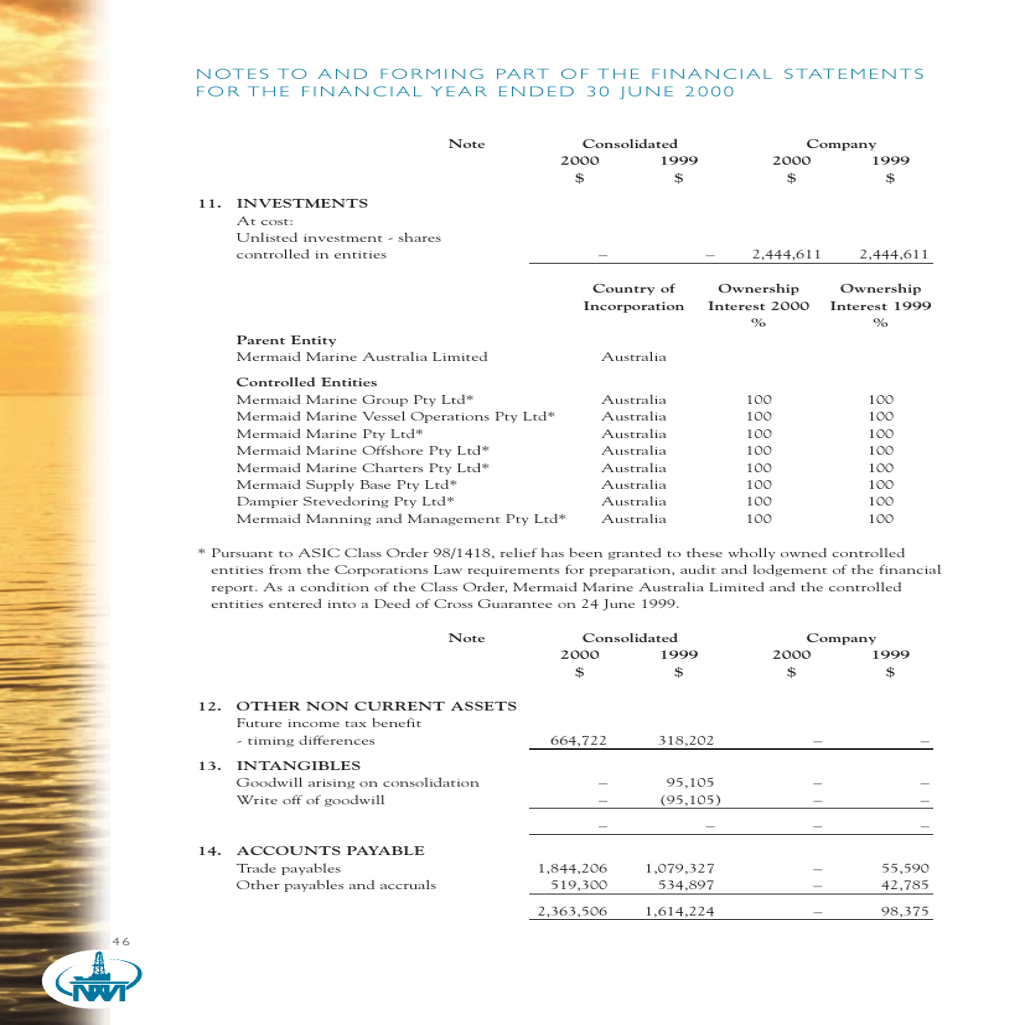 NOTES TO AND FORMING PART OF THE FINANCIAL STATEMENTS
FOR THE FINANCIAL YEAR ENDED 30 JUNE 2000
Note Consolidated Company
2000 1999 2000 1999
$ $ $ $
11. INVESTMENTS
At cost:
Unlisted investment - shares
controlled in entities – – 2,444,611 2,444,611
Country of Ownership Ownership
Incorporation Interest 2000 Interest 1999
% %
Parent Entity
Mermaid Marine Australia Limited Australia
Controlled Entities
Mermaid Marine Group Pty Ltd* Australia 100 100
Mermaid Marine Vessel Operations Pty Ltd* Australia 100 100
Mermaid Marine Pty Ltd* Australia 100 100
Mermaid Marine Offshore Pty Ltd* Australia 100 100
Mermaid Marine Charters Pty Ltd* Australia 100 100
Mermaid Supply Base Pty Ltd* Australia 100 100
Dampier Stevedoring Pty Ltd* Australia 100 100
Mermaid Manning and Management Pty Ltd* Australia 100 100
* Pursuant to ASIC Class Order 98/1418, relief has been granted to these wholly owned controlled
entities from the Corporations Law requirements for preparation, audit and lodgement of the financial
report. As a condition of the Class Order, Mermaid Marine Australia Limited and the controlled
entities entered into a Deed of Cross Guarantee on 24 June 1999.
Note Consolidated Company
2000 1999 2000 1999
$ $ $ $
12. OTHER NON CURRENT ASSETS
Future income tax benefit
- timing differences 664,722 318,202 – –
13. INTANGIBLES
Goodwill arising on consolidation – 95,105 – –
Write off of goodwill – (95,105) – –
– – – –
14. ACCOUNTS PAYABLE
Trade payables 1,844,206 1,079,327 – 55,590
Other payables and accruals 519,300 534,897 – 42,785
2,363,506 1,614,224 – 98,375
46